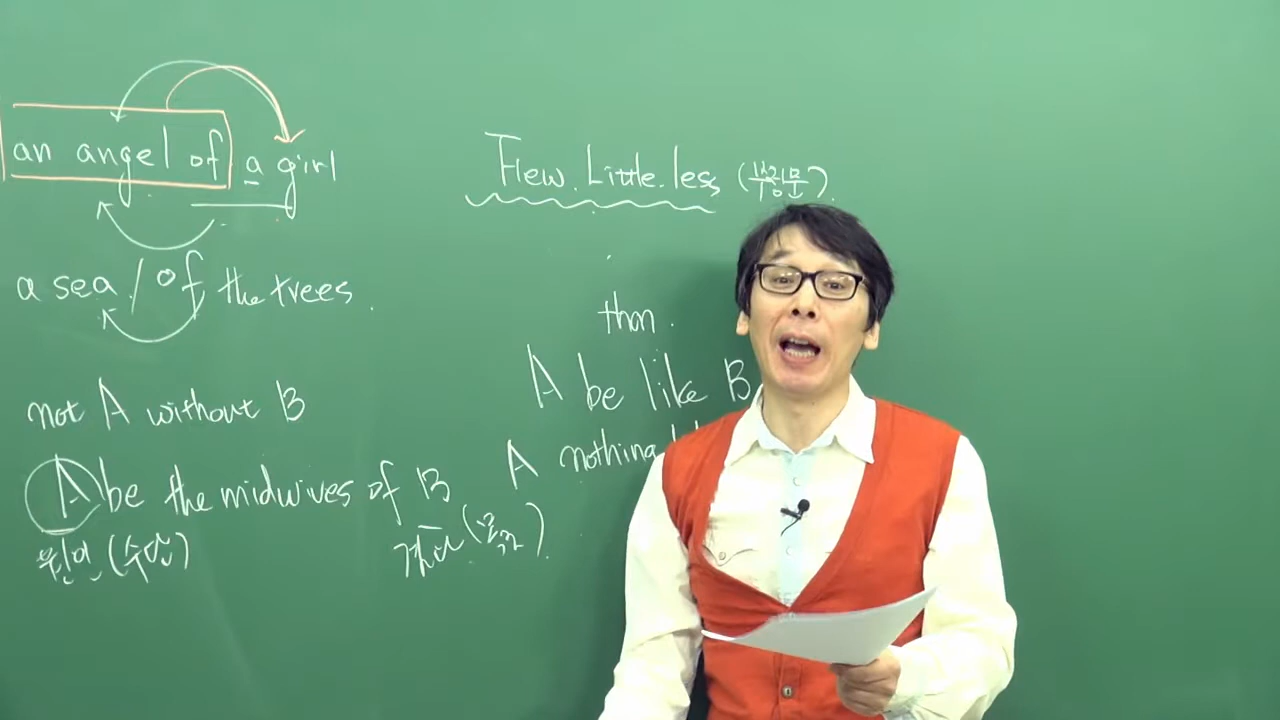 an angel of a girl
a sea / of the trees.
not A without B
A be the midwives of B
원인 (수단)
결과 (목적)
Flew. Little. less (부정문).
than.
A be like B
A nothing